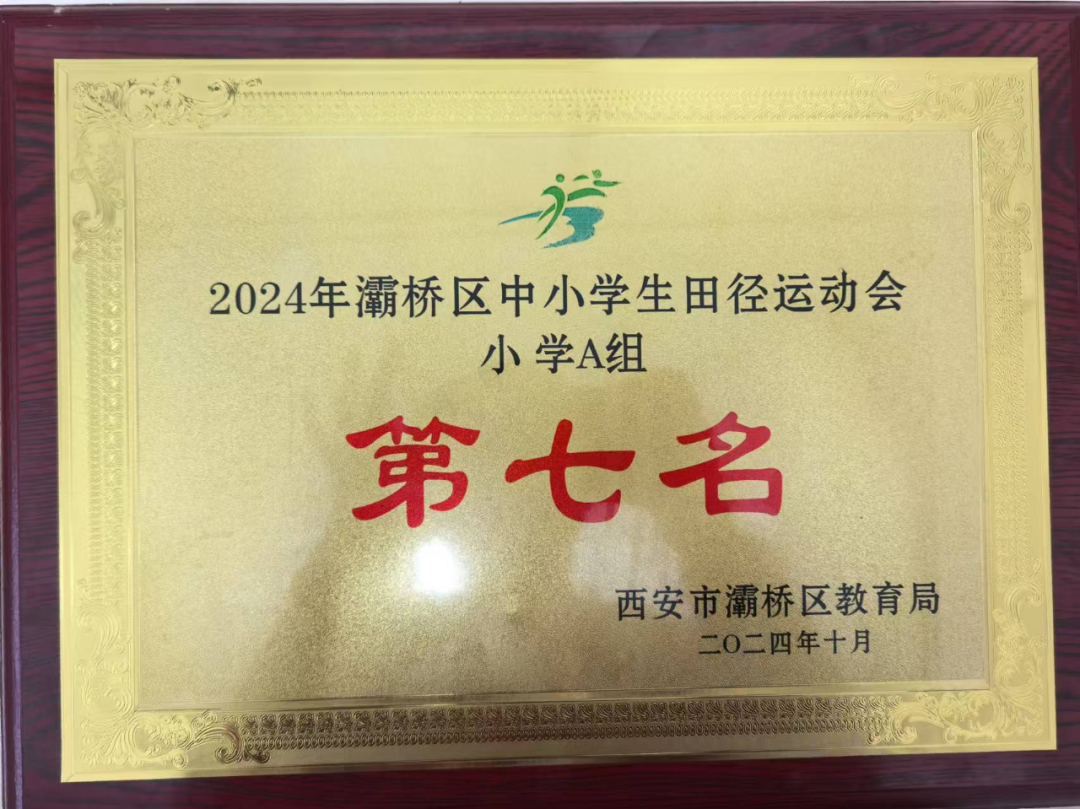 2024年灞桥区中小学生田径运动会
小学A组
第七名
西安市灞桥区教育局
二〇二四年十月